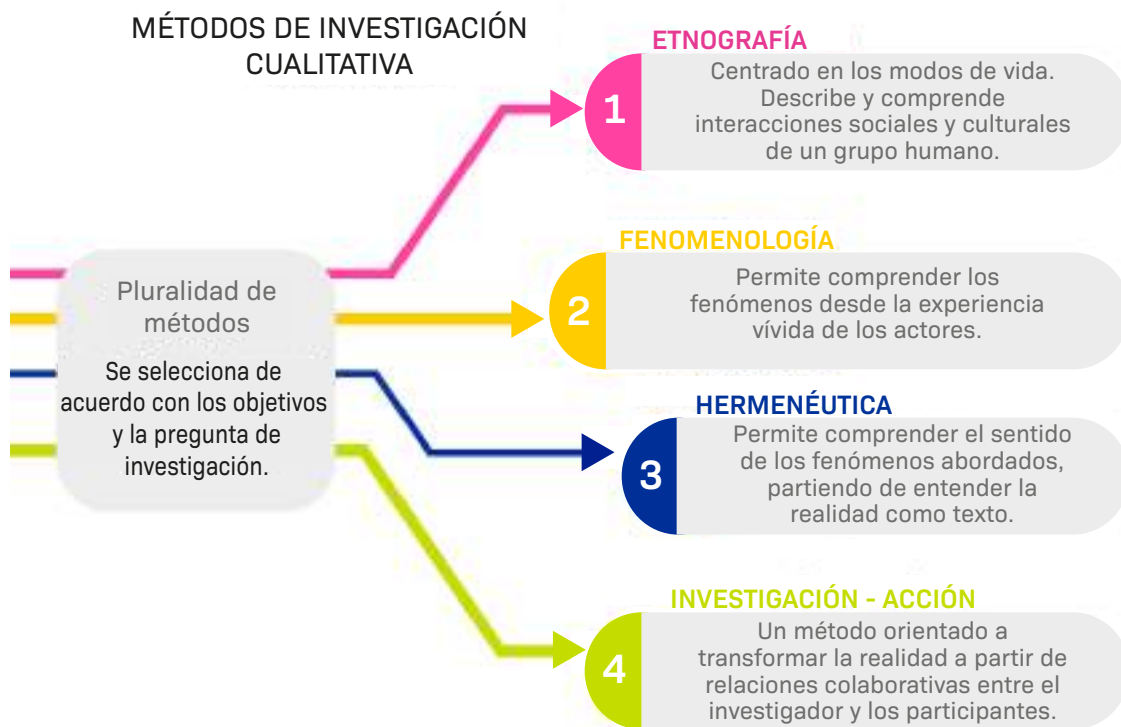 MÉTODOS DE INVESTIGACIÓN
CUALITATIVA
Pluralidad de
métodos
Se selecciona de
acuerdo con los objetivos
y la pregunta de
investigación.
ETNOGRAFÍA
1
Centrado en los modos de vida.
Describe y comprende
interacciones sociales y culturales
de un grupo humano.
FENOMENOLOGÍA
2
Permite comprender los
fenómenos desde la experiencia
vívida de los actores.
HERMENÉUTICA
3
Permite comprender el sentido
de los fenómenos abordados,
partiendo de entender la
realidad como texto.
INVESTIGACIÓN - ACCIÓN
4
Un método orientado a
transformar la realidad a partir de
relaciones colaborativas entre el
investigador y los participantes.